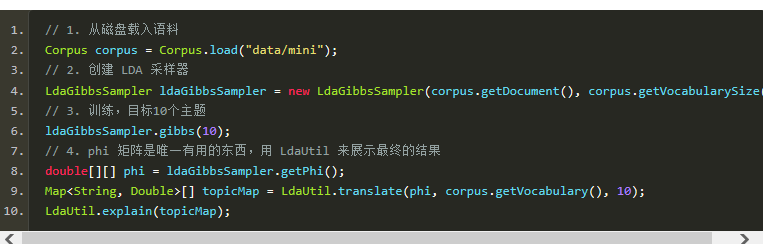 1. // 1. 从磁盘载入语料
2. Corpus corpus = Corpus.load("data/mini");
3. // 2. 创建 LDA 采样器
4. LdaGibbsSampler ldaGibbsSampler = new LdaGibbsSampler(corpus.getDocument(), corpus.getVocabularySize(
5. // 3. 训练，目标10个主题
6. ldaGibbsSampler.gibbs(10);
7. // 4. phi 矩阵是唯一有用的东西，用 LdaUtil 来展示最终的结果
8. double[][] phi = ldaGibbsSampler.getPhi();
9. Map<String, Double>[] topicMap = LdaUtil.translate(phi, corpus.getVocabulary(), 10);
10. LdaUtil.explain(topicMap);